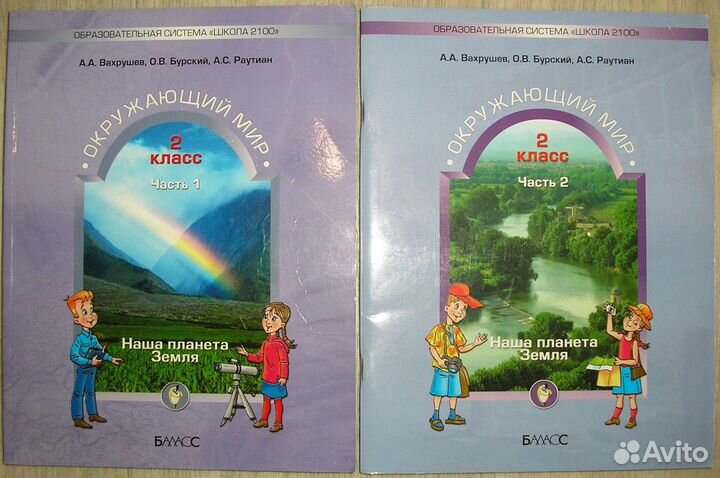 ОБРАЗОВАТЕЛЬНАЯ СИСТЕМА «ШКОЛА 2100»
А.А. Вахрушев, О.В. Бурский, А.С. Раутиан
• ОКРУЖАЮЩИЙ МИР •
2
класс
Часть 1
Наша планета
Земля
БАЛАСС
ОБРАЗОВАТЕЛЬНАЯ СИСТЕМА «ШКОЛА 2100»
А.А. Вахрушев, О.В. Бурский, А.С. Раутиан
• ОКРУЖАЮЩИЙ МИР •
2
класс
Часть 2
Наша планета
Земля
БАЛАСС
Avito